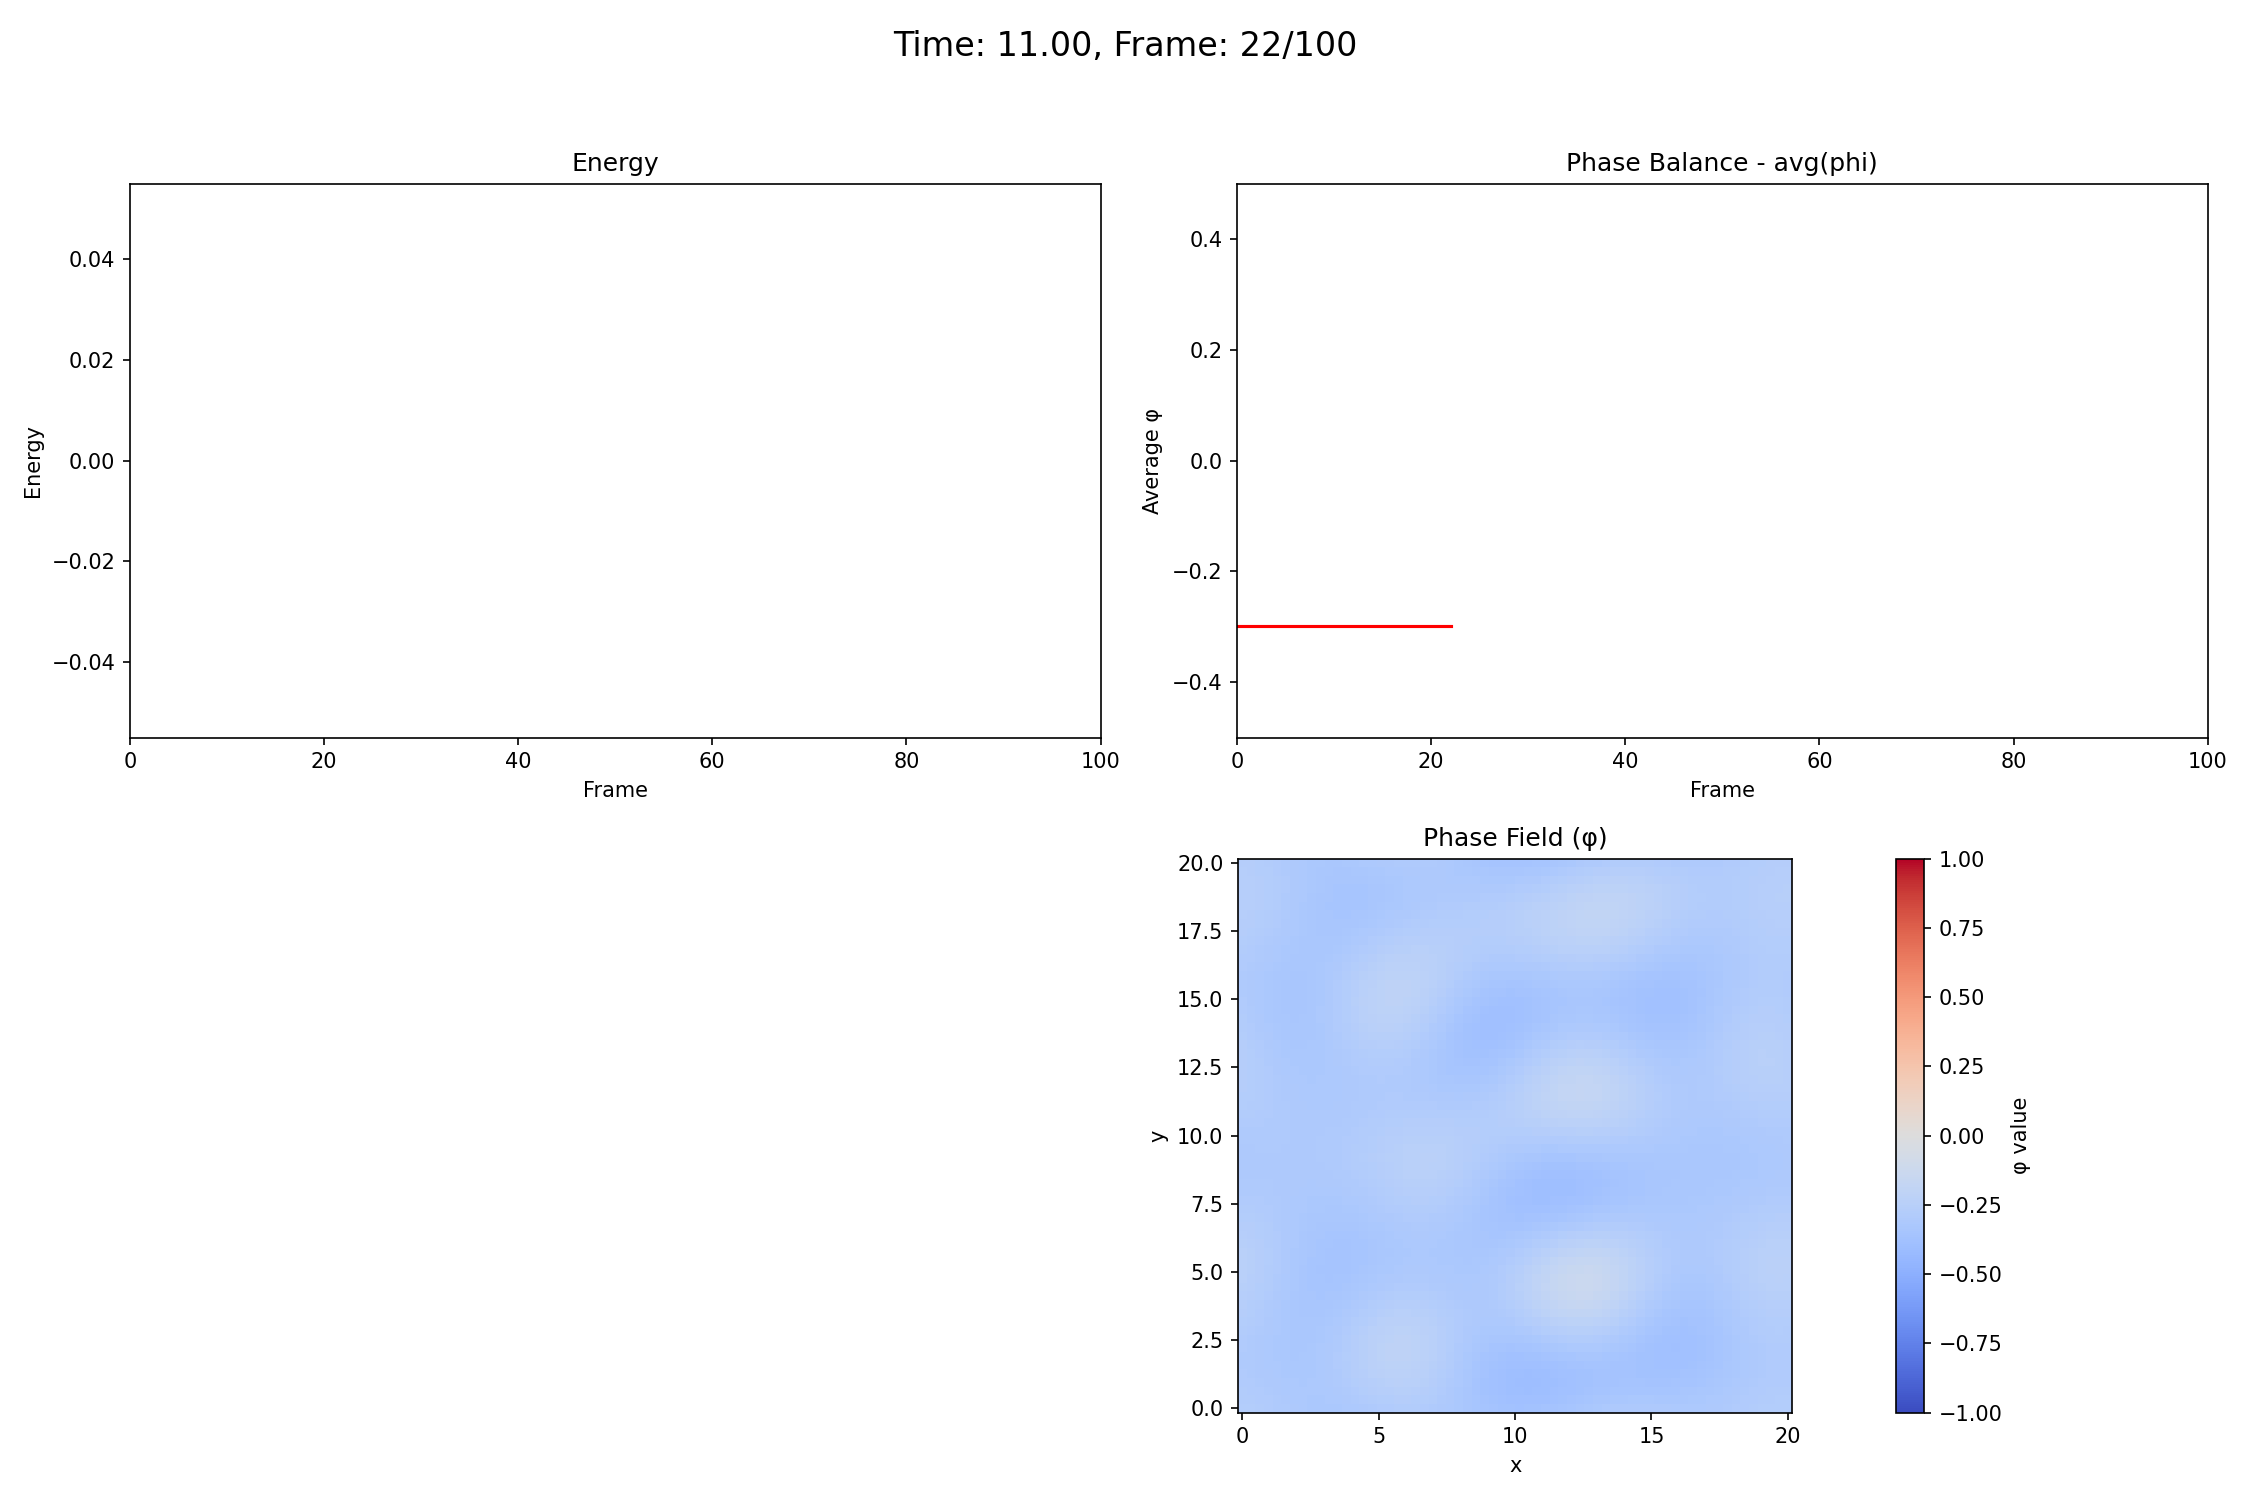 Time: 11.00, Frame: 22/100
Energy
0.04
0.02
0.00
−0.02
−0.04
Energy
0 20 40 60 80 100
Frame
Phase Balance - avg(phi)
0.4
0.2
0.0
−0.2
−0.4
Average φ
0 20 40 60 80 100
Frame
Phase Field (φ)
20.0
17.5
15.0
12.5
10.0
7.5
5.0
2.5
0.0
y
0 5 10 15 20
x
1.00
0.75
0.50
0.25
0.00
−0.25
−0.50
−0.75
−1.00
φ value